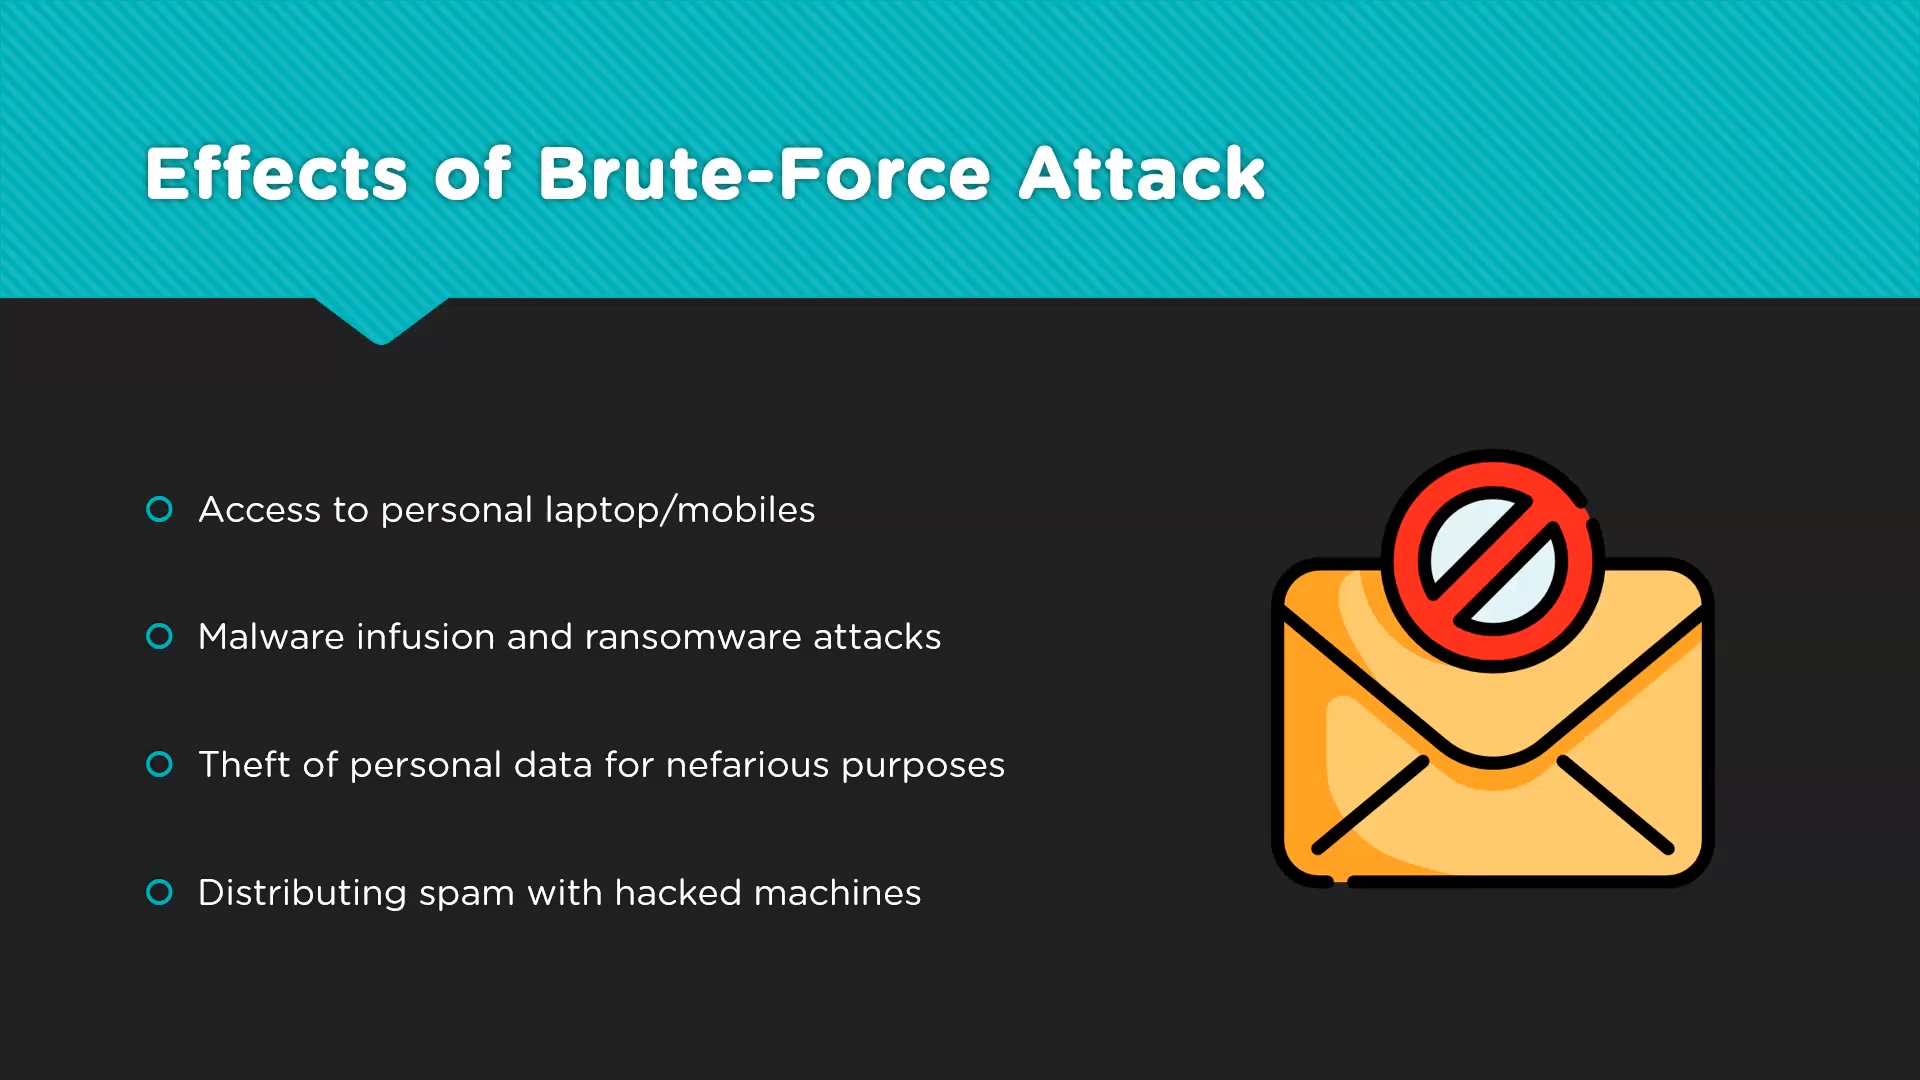 Effects of Brute-Force Attack
Access to personal laptop/mobiles
Malware infusion and ransomware attacks
Theft of personal data for nefarious purposes
Distributing spam with hacked machines